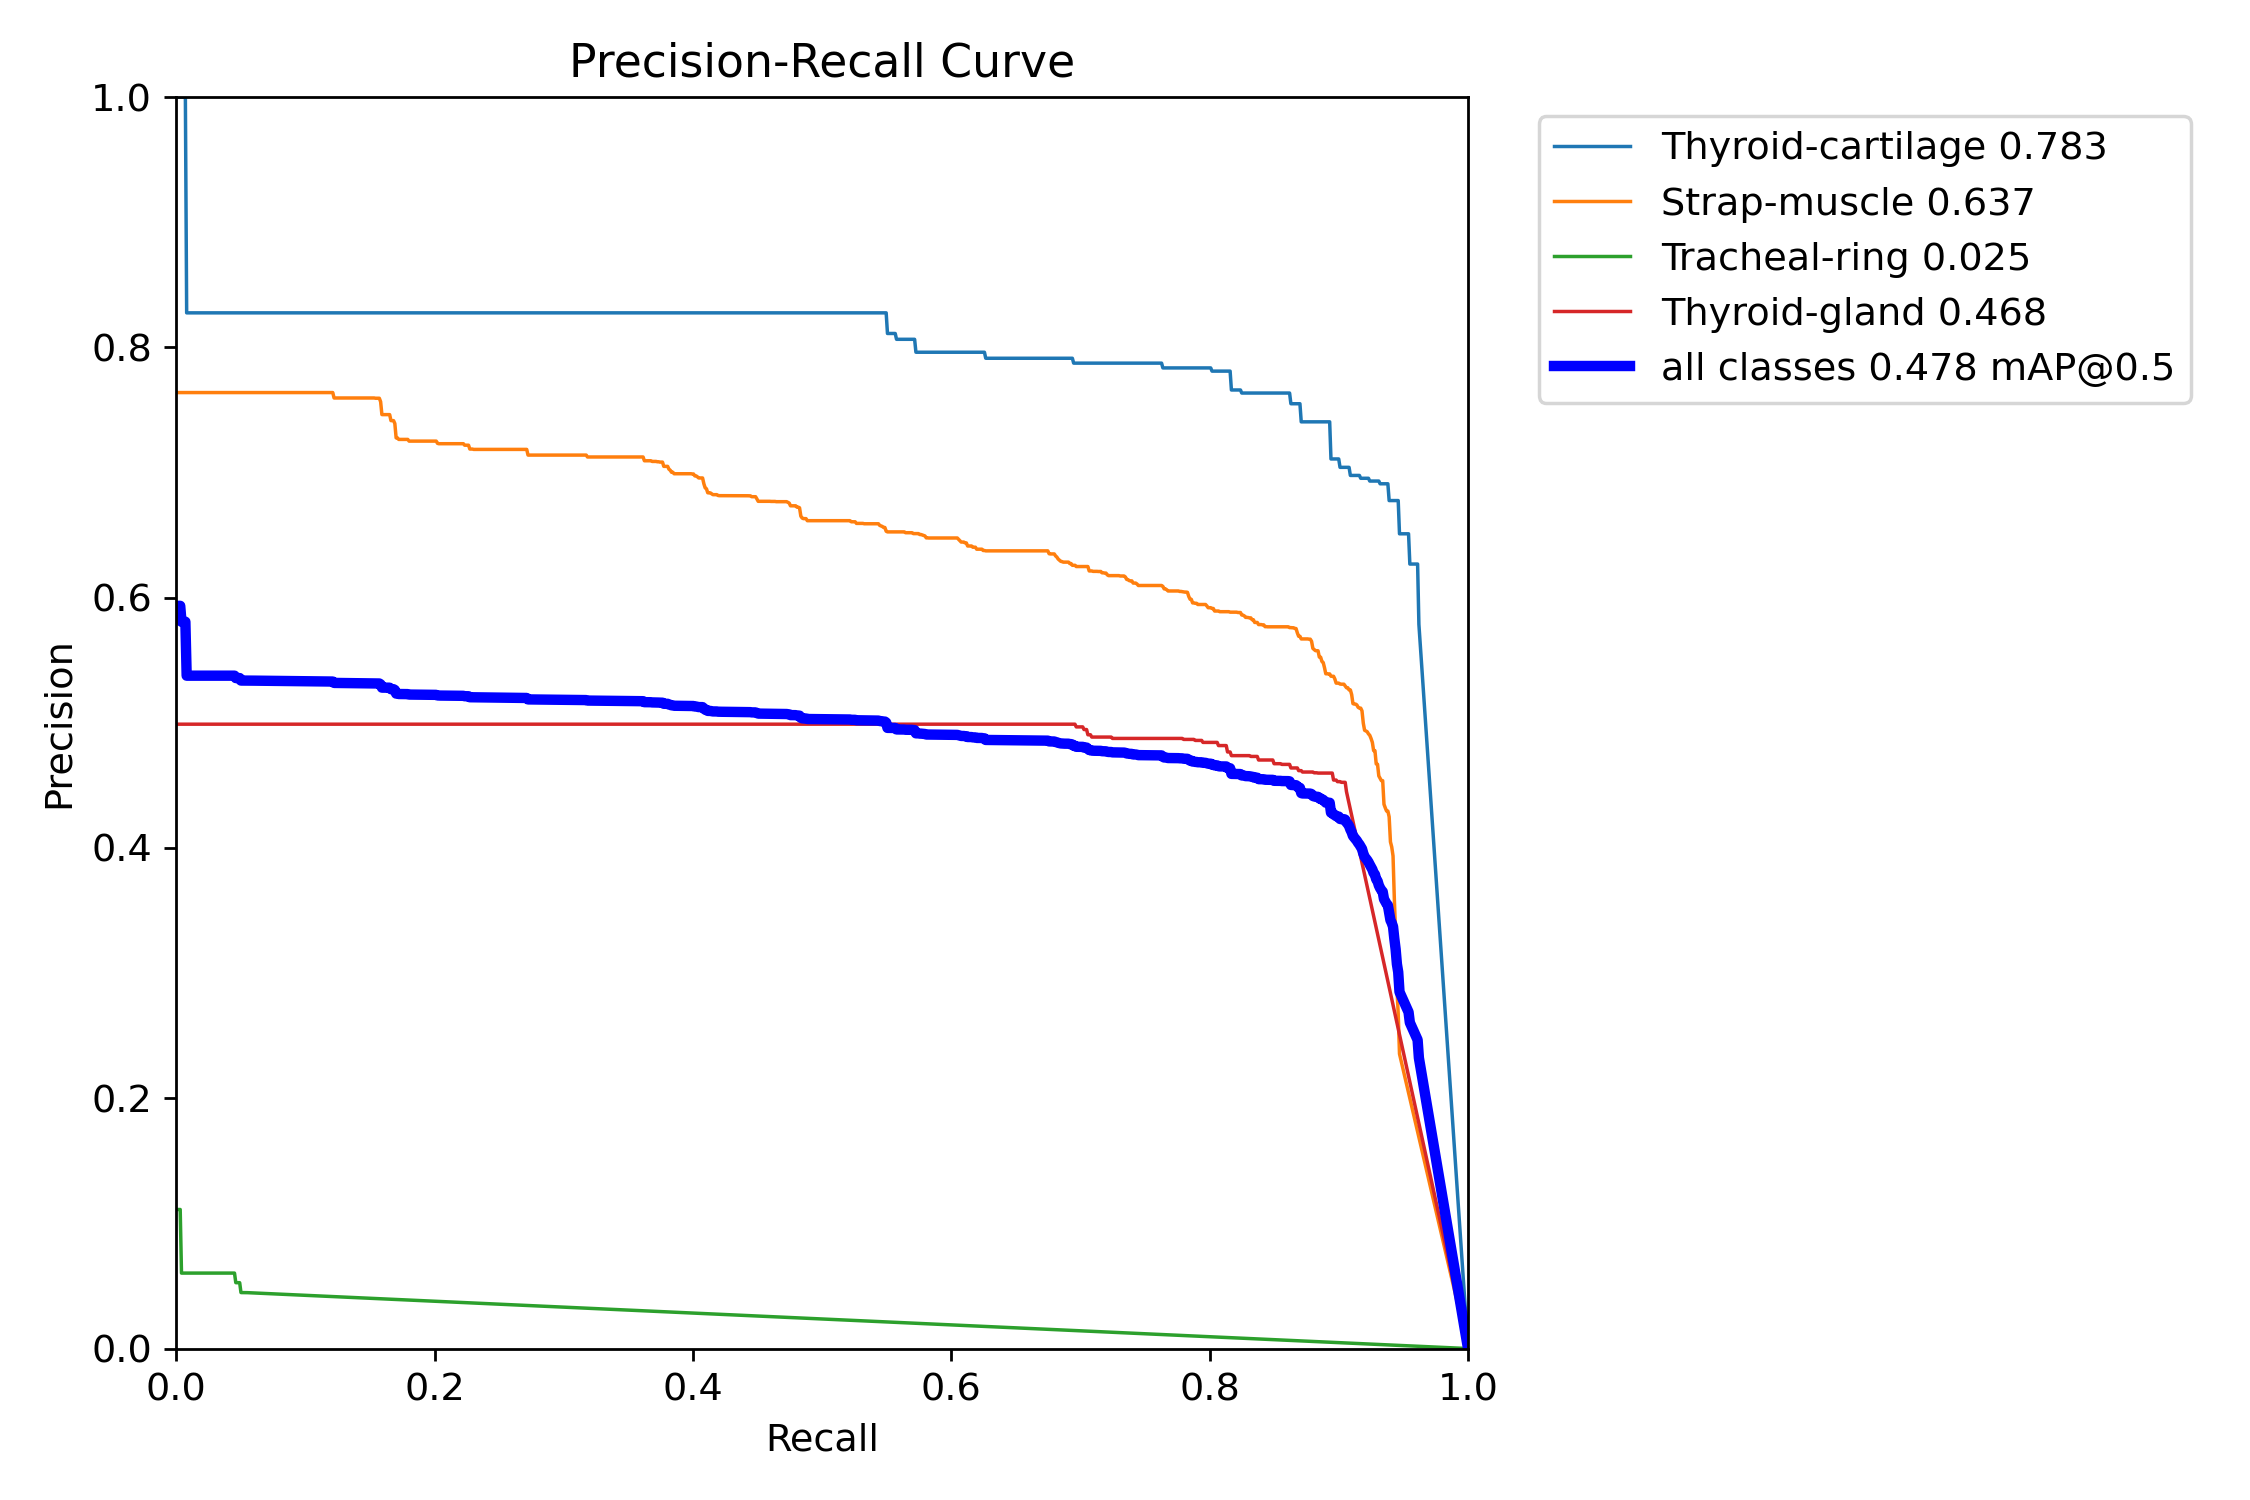 Precision-Recall Curve
1.0
0.8
0.6
0.4
0.2
0.0
Precision
0.0 0.2 0.4 0.6 0.8 1.0
Recall
Thyroid-cartilage 0.783
Strap-muscle 0.637
Tracheal-ring 0.025
Thyroid-gland 0.468
all classes 0.478 mAP@0.5